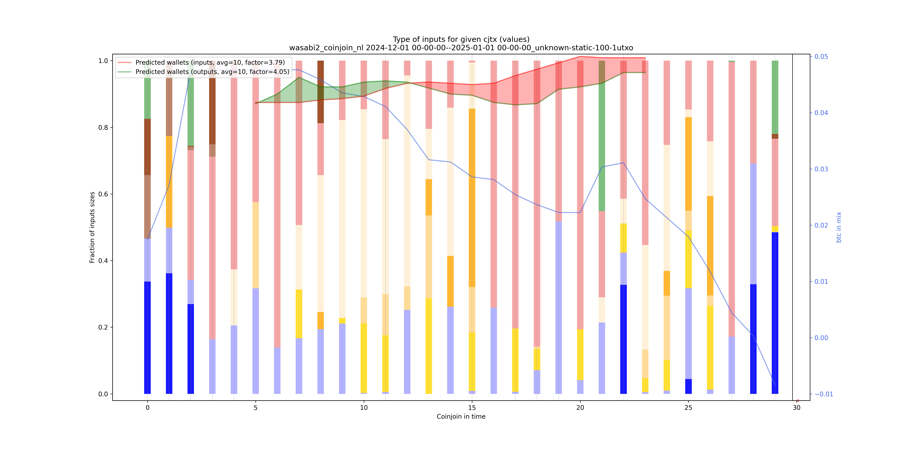 Type of inputs for given cjtx (values)
wasabi2_coinjoin_nl 2024-12-01 00-00-00--2025-01-01 00-00-00_unknown-static-100-1utxo
Predicted wallets (inputs, avg=10, factor=3.79)
Predicted wallets (outputs, avg=10, factor=4.05)
1.0
0.8
0.6
0.4
0.2
0.0
Fraction of inputs sizes
0.05
0.04
0.03
0.02
0.01
0.00
−0.01
btc in mix
0 5 10 15 20 25 30
Coinjoin in time